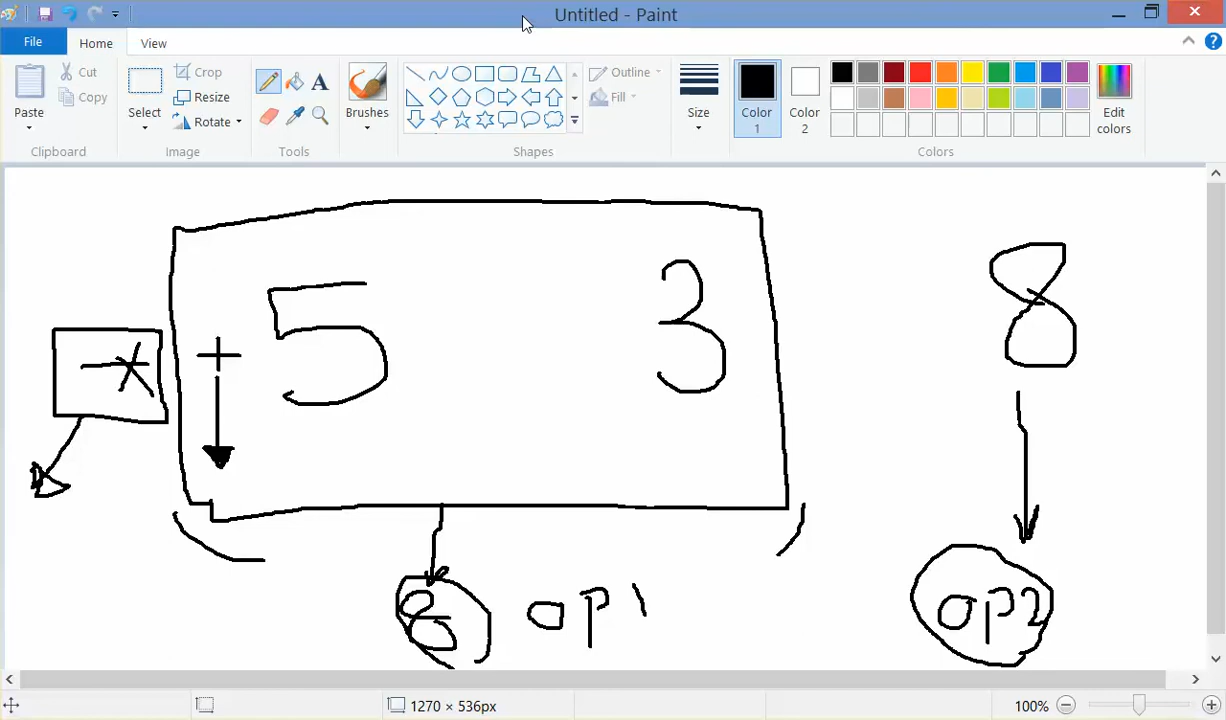 Untitled - Paint
File Home View
Paste
Cut
Copy
Select
Crop
Resize
Rotate
A
Brushes
Outline
Fill
Size
Color 1
Color 2
Edit colors
Clipboard Image Tools Shapes Colors
* + 5 3 8
8 op1 op2
1270 × 536px 100%